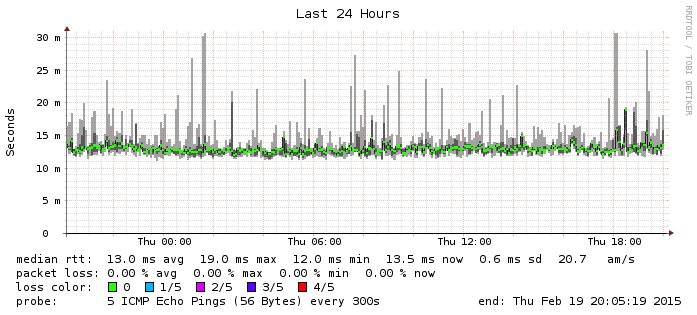 Last 24 Hours
RRDTOOL / TOBI OETIKER
Seconds
30 m
25 m
20 m
15 m
10 m
5 m
0
Thu 00:00 Thu 06:00 Thu 12:00 Thu 18:00
median rtt: 13.0 ms avg 19.0 ms max 12.0 ms min 13.5 ms now 0.6 ms sd 20.7 am/s
packet loss: 0.00 % avg 0.00 % max 0.00 % min 0.00 % now
loss color: 0 1/5 2/5 3/5 4/5
probe: 5 ICMP Echo Pings (56 Bytes) every 300s end: Thu Feb 19 20:05:19 2015